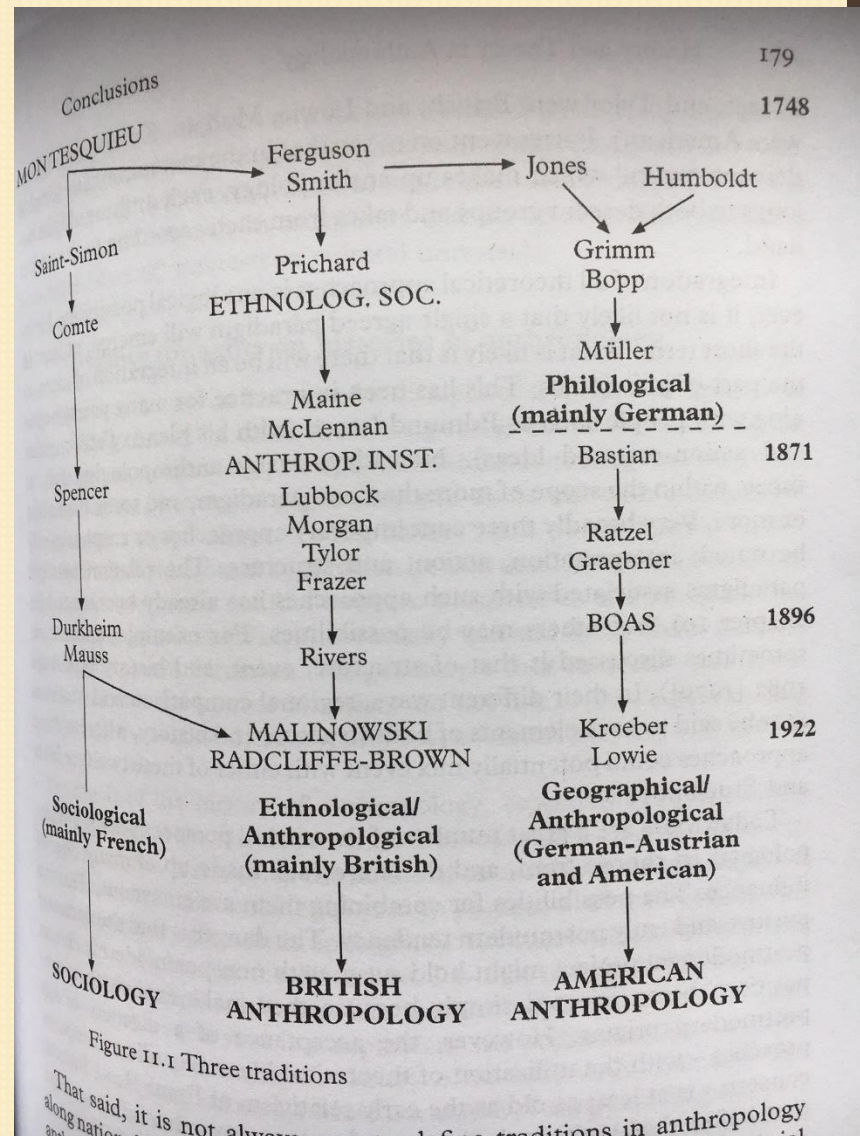 179
Conclusions
1748
MONTESQUIEU
Ferguson
Smith
Jones
Humboldt
Saint-Simon
Comte
Spencer
Durkheim
Mauss
Sociological
(mainly French)
SOCIOLOGY
Prichard
ETHNOLOG. SOC.
Maine
McLennan
ANTHROP. INST.
Lubbock
Morgan
Tylor
Frazer
Rivers
MALINOWSKI
RADCLIFFE-BROWN
Ethnological/
Anthropological
(mainly British)
BRITISH
ANTHROPOLOGY
Grimm
Bopp
Müller
Philological
(mainly German)
Bastian
1871
Ratzel
Graebner
BOAS
1896
Kroeber
Lowie
1922
Geographical/
Anthropological
(German-Austrian
and American)
AMERICAN
ANTHROPOLOGY
Figure 11.1 Three traditions
That said, it is not traditions in anthropology
along